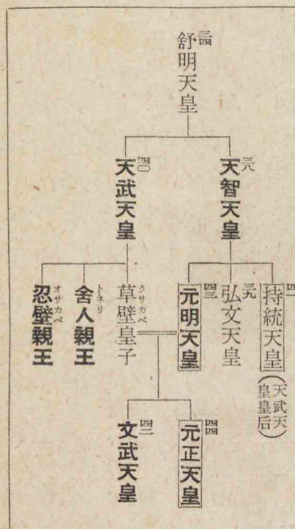 三四
舒明天皇
三八
天智天皇
四〇
天武天皇
四一
持統天皇
(天武天
皇皇后)
三九
弘文天皇
四三
元明天皇
クサカベ
草壁皇子
トネリ
舍人親王
オサカベ
忍壁親王
四四
元正天皇
四二
文武天皇